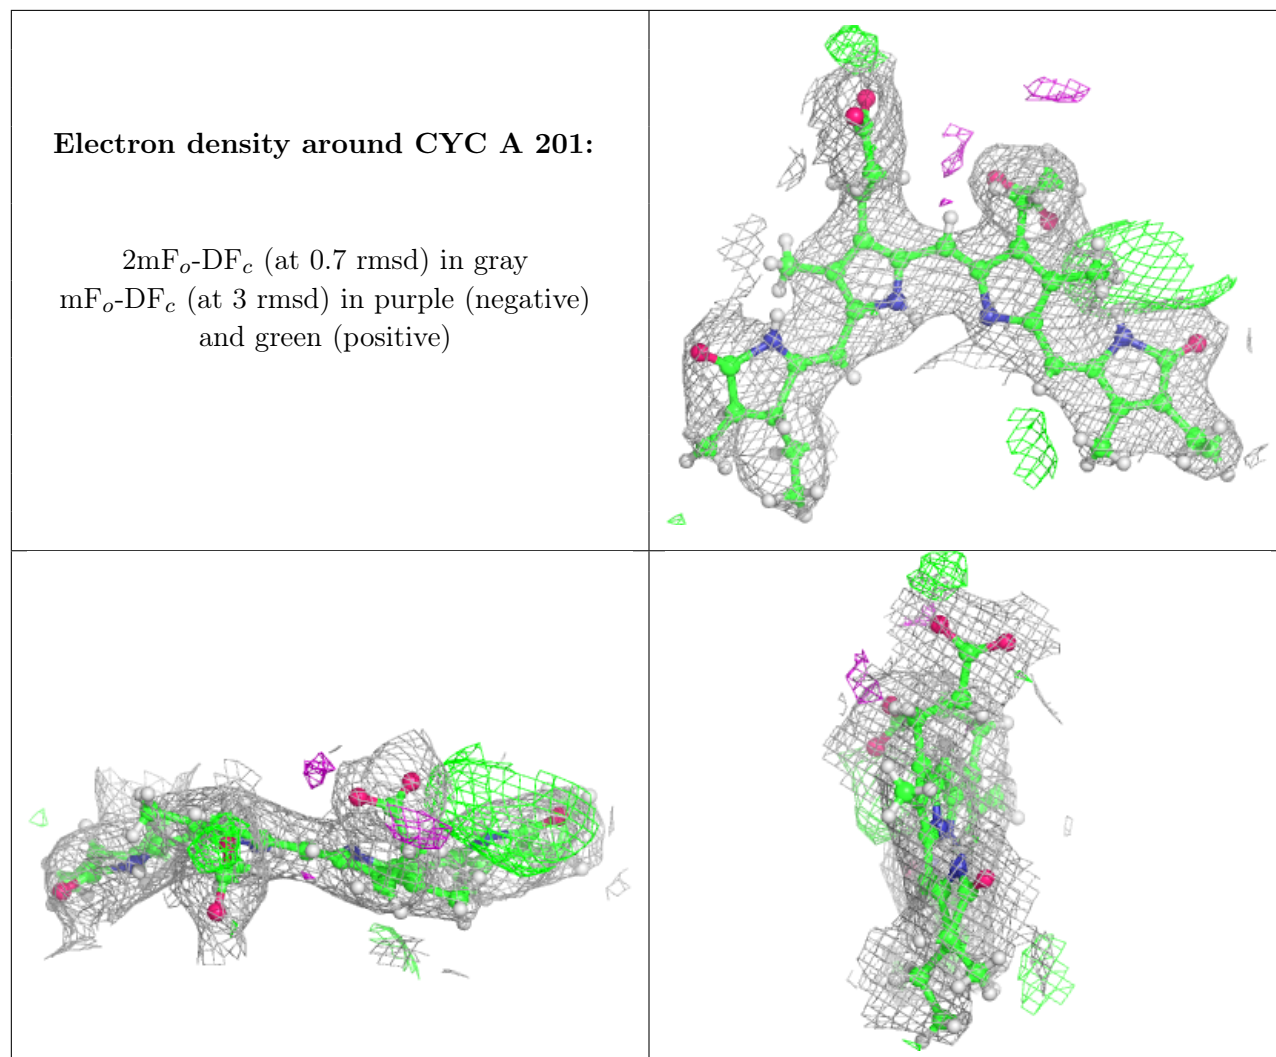 Electron density around CYC A 201:
2mFo-DFc (at 0.7 rmsd) in gray
mFo-DFc (at 3 rmsd) in purple (negative)
and green (positive)